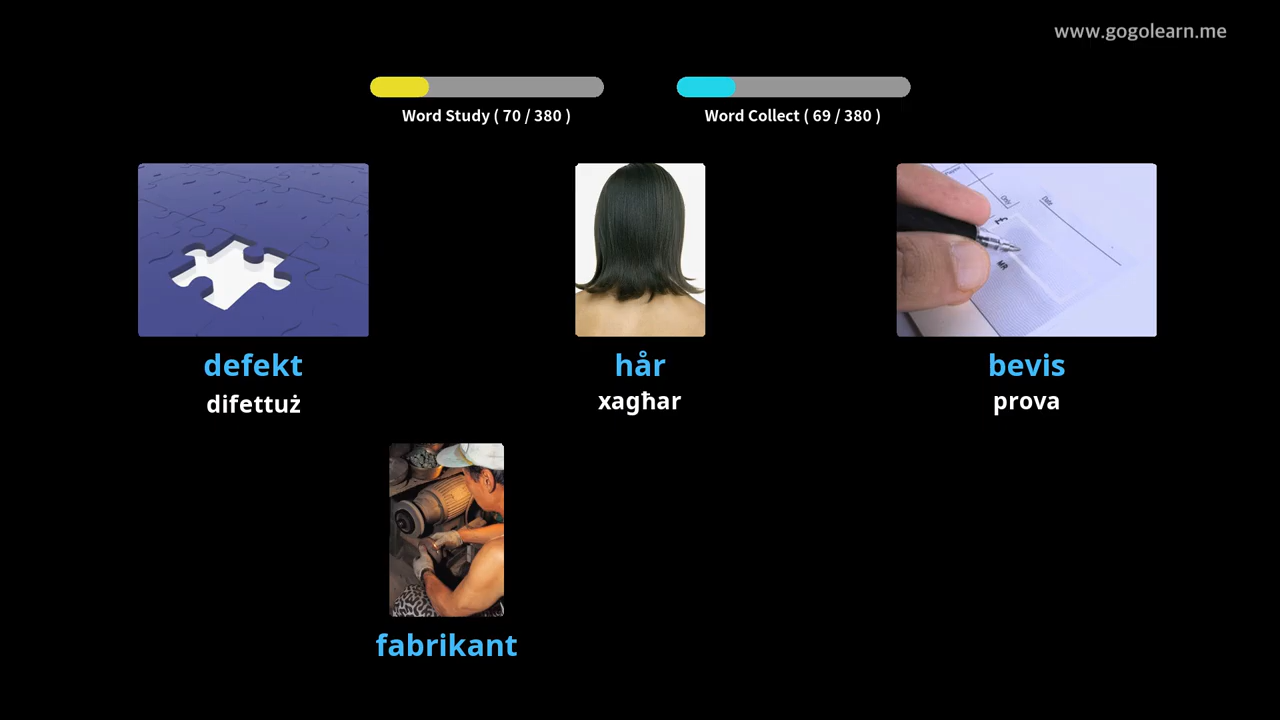 www.gogolearn.me
Word Study ( 70 / 380 )
Word Collect ( 69 / 380 )
defekt
difettuż
hår
xagħar
bevis
prova
fabrikant